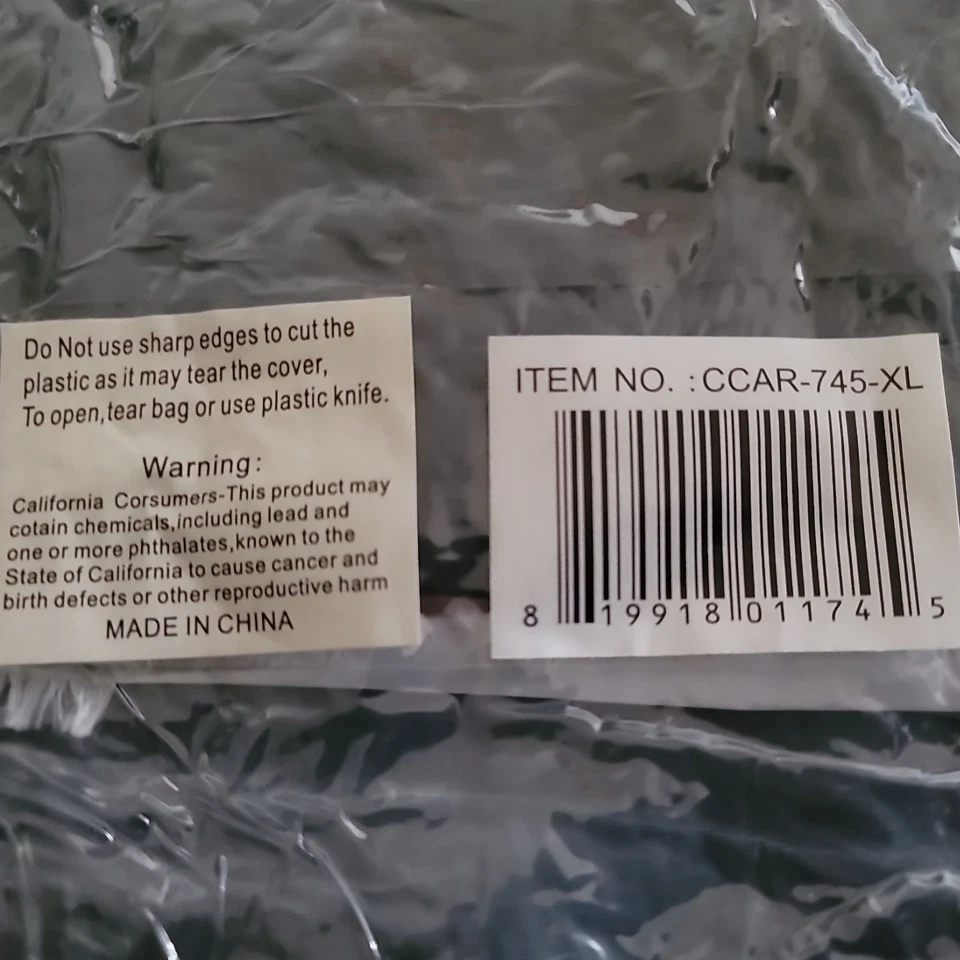 Do Not use sharp edges to cut the
plastic as it may tear the cover,
To open,tear bag or use plastic knife.
Warning:
California Corsumers-This product may
cotain chemicals,including lead and
one or more phthalates,known to the
State of California to cause cancer and
birth defects or other reproductive harm
MADE IN CHINA
ITEM NO. :CCAR-745-XL
8 19918 01174 5